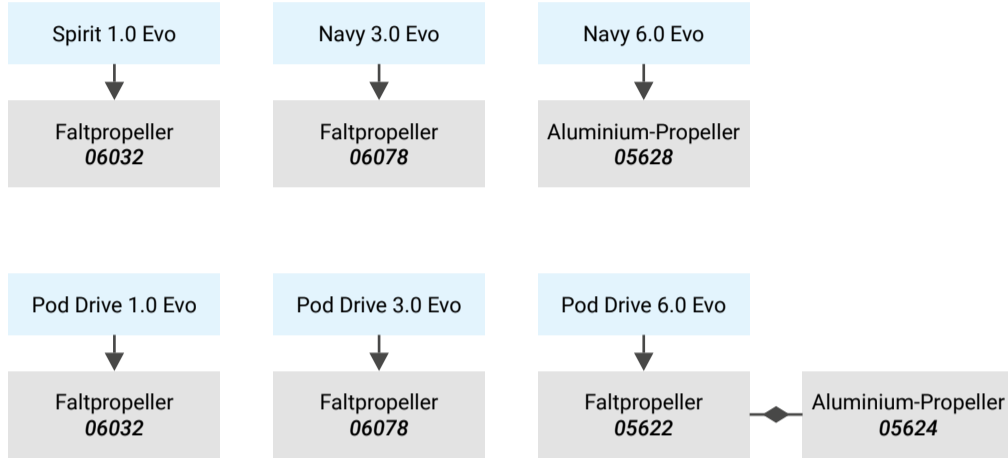 Spirit 1.0 Evo
Navy 3.0 Evo
Navy 6.0 Evo
Faltpropeller
06032
Faltpropeller
06078
Aluminium-Propeller
05628
Pod Drive 1.0 Evo
Pod Drive 3.0 Evo
Pod Drive 6.0 Evo
Faltpropeller
06032
Faltpropeller
06078
Faltpropeller
05622
Aluminium-Propeller
05624